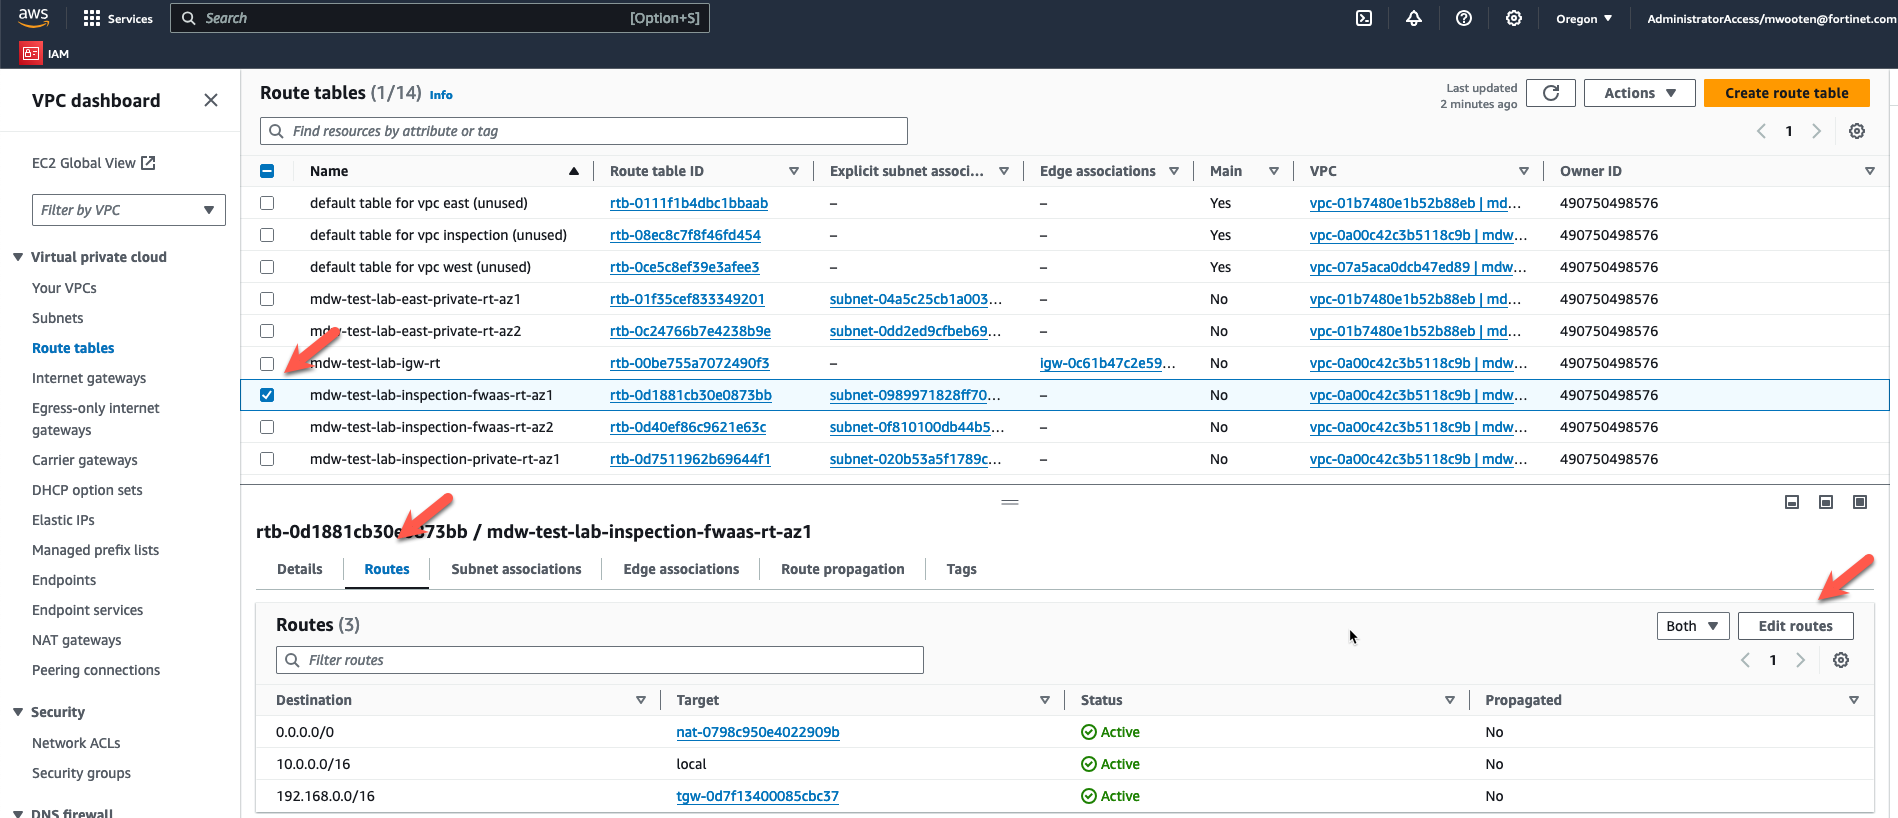 aws Services Search [Option+S] Oregon AdministratorAccess/mwooten@fortinet.com
IAM
VPC dashboard
EC2 Global View
Filter by VPC
Virtual private cloud
Your VPCs
Subnets
Route tables
Internet gateways
Egress-only internet
gateways
Carrier gateways
DHCP option sets
Elastic IPs
Managed prefix lists
Endpoints
Endpoint services
NAT gateways
Peering connections
Security
Network ACLs
Security groups
DNS firewall
Route tables (1/14) Info
Last updated
2 minutes ago
Actions
Create route table
Find resources by attribute or tag
1
Name Route table ID Explicit subnet associ... Edge associations Main VPC Owner ID
default table for vpc east (unused) rtb-0111f1b4dbc1bbaab – – Yes vpc-01b7480e1b52b88eb | md... 490750498576
default table for vpc inspection (unused) rtb-08ec8c7f8f46fd454 – – Yes vpc-0a00c42c3b5118c9b | mdw... 490750498576
default table for vpc west (unused) rtb-0ce5c8ef39e3afee3 – – Yes vpc-07a5aca0dcb47ed89 | mdw... 490750498576
mdw-test-lab-east-private-rt-az1 rtb-01f35cef833349201 subnet-04a5c25cb1a003... – No vpc-01b7480e1b52b88eb | md... 490750498576
mdw-test-lab-east-private-rt-az2 rtb-0c24766b7e4238b9e subnet-0dd2ed9cfbeb69... – No vpc-01b7480e1b52b88eb | md... 490750498576
mdw-test-lab-igw-rt rtb-00be755a7072490f3 – igw-0c61b47c2e59... No vpc-0a00c42c3b5118c9b | mdw... 490750498576
mdw-test-lab-inspection-fwaas-rt-az1 rtb-0d1881cb30e0873bb subnet-0989971828ff70... – No vpc-0a00c42c3b5118c9b | mdw... 490750498576
mdw-test-lab-inspection-fwaas-rt-az2 rtb-0d40ef86c9621e63c subnet-0f810100db44b5... – No vpc-0a00c42c3b5118c9b | mdw... 490750498576
mdw-test-lab-inspection-private-rt-az1 rtb-0d7511962b69644f1 subnet-020b53a5f1789c... – No vpc-0a00c42c3b5118c9b | mdw... 490750498576
rtb-0d1881cb30e0873bb / mdw-test-lab-inspection-fwaas-rt-az1
Details Routes Subnet associations Edge associations Route propagation Tags
Routes (3)
Both
Edit routes
Filter routes
1
Destination Target Status Propagated
0.0.0.0/0 nat-0798c950e4022909b Active No
10.0.0.0/16 local Active No
192.168.0.0/16 tgw-0d7f13400085cbc37 Active No